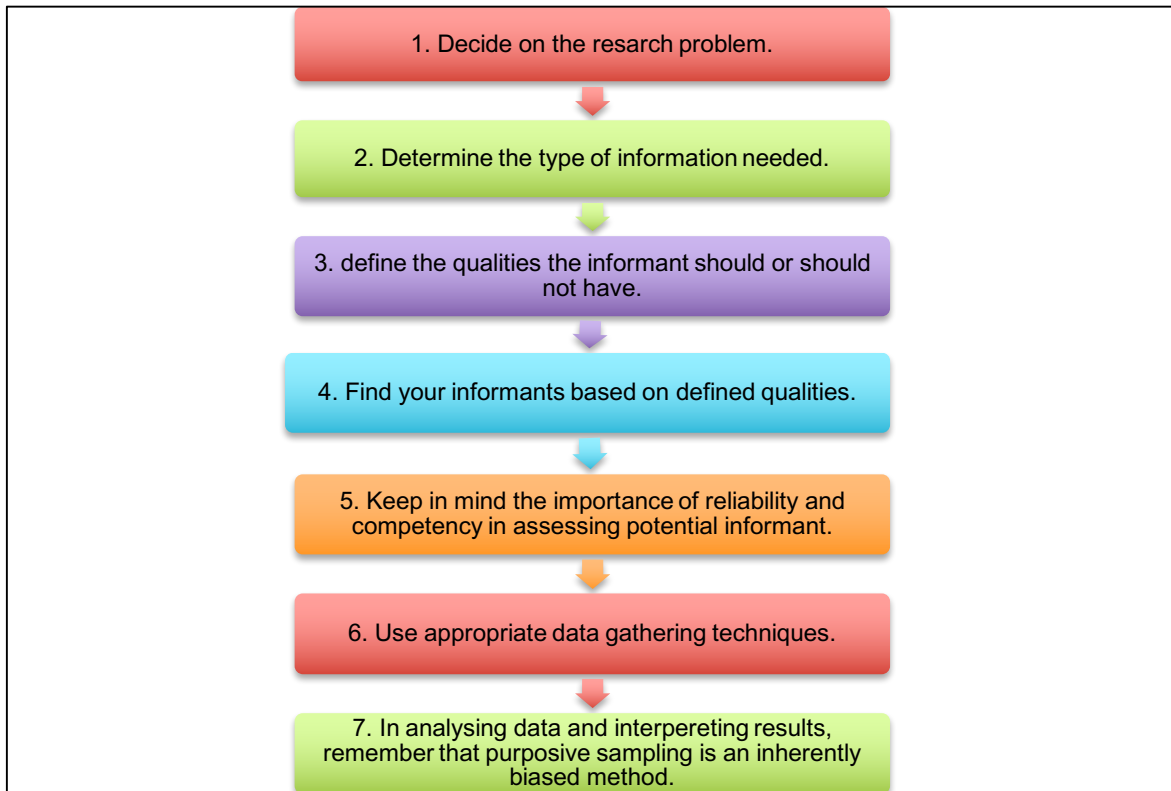 1. Decide on the resarch problem.
2. Determine the type of information needed.
3. define the qualities the informant should or should
not have.
4. Find your informants based on defined qualities.
5. Keep in mind the importance of reliability and
competency in assessing potential informant.
6. Use appropriate data gathering techniques.
7. In analysing data and interpereting results,
remember that purposive sampling is an inherently
biased method.